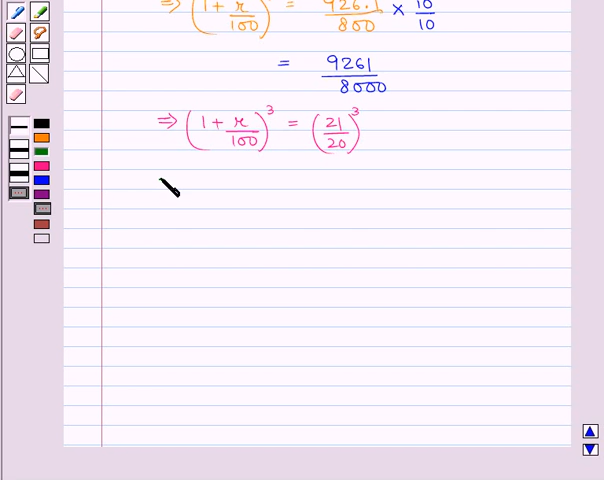 ⇒ (1 + r/100)³ = 926.1/800 × 10/10
= 9261/8000
⇒ (1 + r/100)³ = (21/20)³